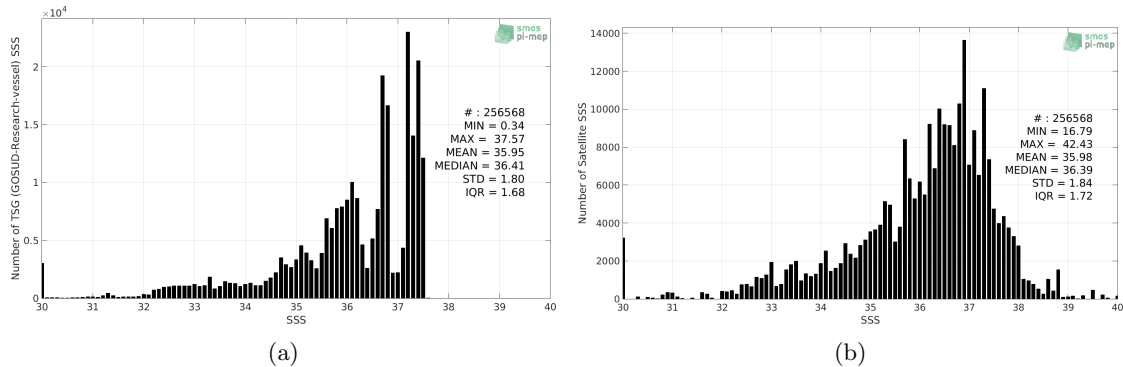 ×10⁴
Number of TSG (GOSUD-Research-vessel) SSS
2
1.5
1
0.5
0
30 31 32 33 34 35 36 37 38 39 40
SSS
smos
pi-mep
# : 256568
MIN = 0.34
MAX = 37.57
MEAN = 35.95
MEDIAN = 36.41
STD = 1.80
IQR = 1.68
(a)
Number of Satellite SSS
14000
12000
10000
8000
6000
4000
2000
0
30 31 32 33 34 35 36 37 38 39 40
SSS
smos
pi-mep
# : 256568
MIN = 16.79
MAX = 42.43
MEAN = 35.98
MEDIAN = 36.39
STD = 1.84
IQR = 1.72
(b)